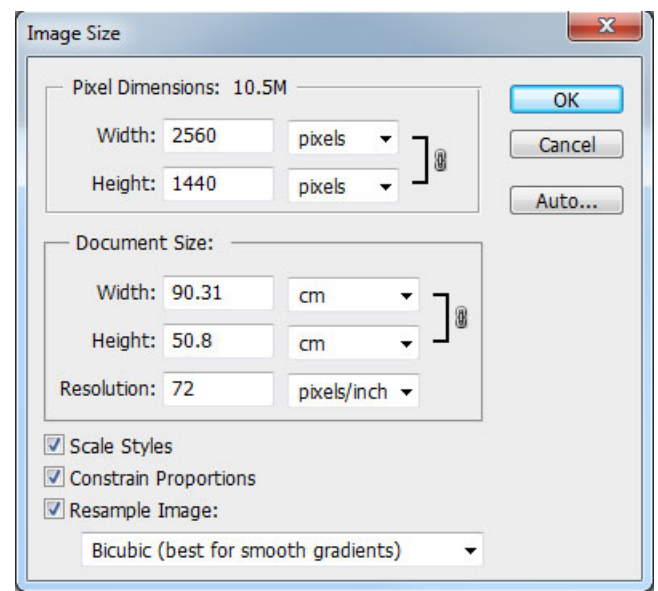 Image Size
Pixel Dimensions: 10.5M
Width: 2560 pixels
Height: 1440 pixels
OK
Cancel
Auto...
Document Size:
Width: 90.31 cm
Height: 50.8 cm
Resolution: 72 pixels/inch
Scale Styles
Constrain Proportions
Resample Image:
Bicubic (best for smooth gradients)